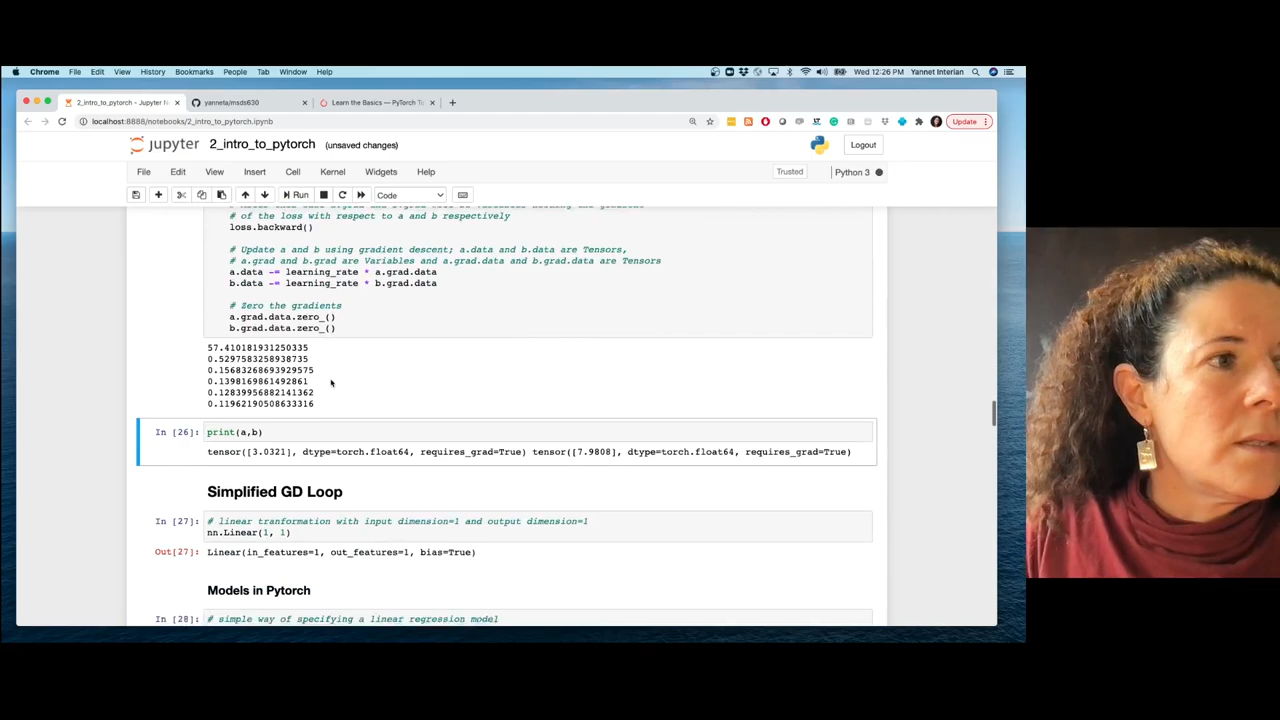 Chrome File Edit View History Bookmarks People Tab Window Help Wed 12:26 PM Yannet Interian
2_intro_to_pytorch - Jupyter N yanneta/msds630 Learn the Basics — PyTorch Tu
localhost:8888/notebooks/2_intro_to_pytorch.ipynb Update
jupyter 2_intro_to_pytorch (unsaved changes) Logout
File Edit View Insert Cell Kernel Widgets Help Trusted Python 3
Run Code
# of the loss with respect to a and b respectively
loss.backward()
# Update a and b using gradient descent; a.data and b.data are Tensors,
# a.grad and b.grad are Variables and a.grad.data and b.grad.data are Tensors
a.data -= learning_rate * a.grad.data
b.data -= learning_rate * b.grad.data
# Zero the gradients
a.grad.data.zero_()
b.grad.data.zero_()
57.410181931250335
0.5297583258938735
0.15683268693929575
0.1398169861492861
0.12839956882141362
0.11962190508633316
In [26]: print(a,b)
tensor([3.0321], dtype=torch.float64, requires_grad=True) tensor([7.9808], dtype=torch.float64, requires_grad=True)
Simplified GD Loop
In [27]: # linear tranformation with input dimension=1 and output dimension=1
nn.Linear(1, 1)
Out[27]: Linear(in_features=1, out_features=1, bias=True)
Models in Pytorch
In [28]: # simple way of specifying a linear regression model